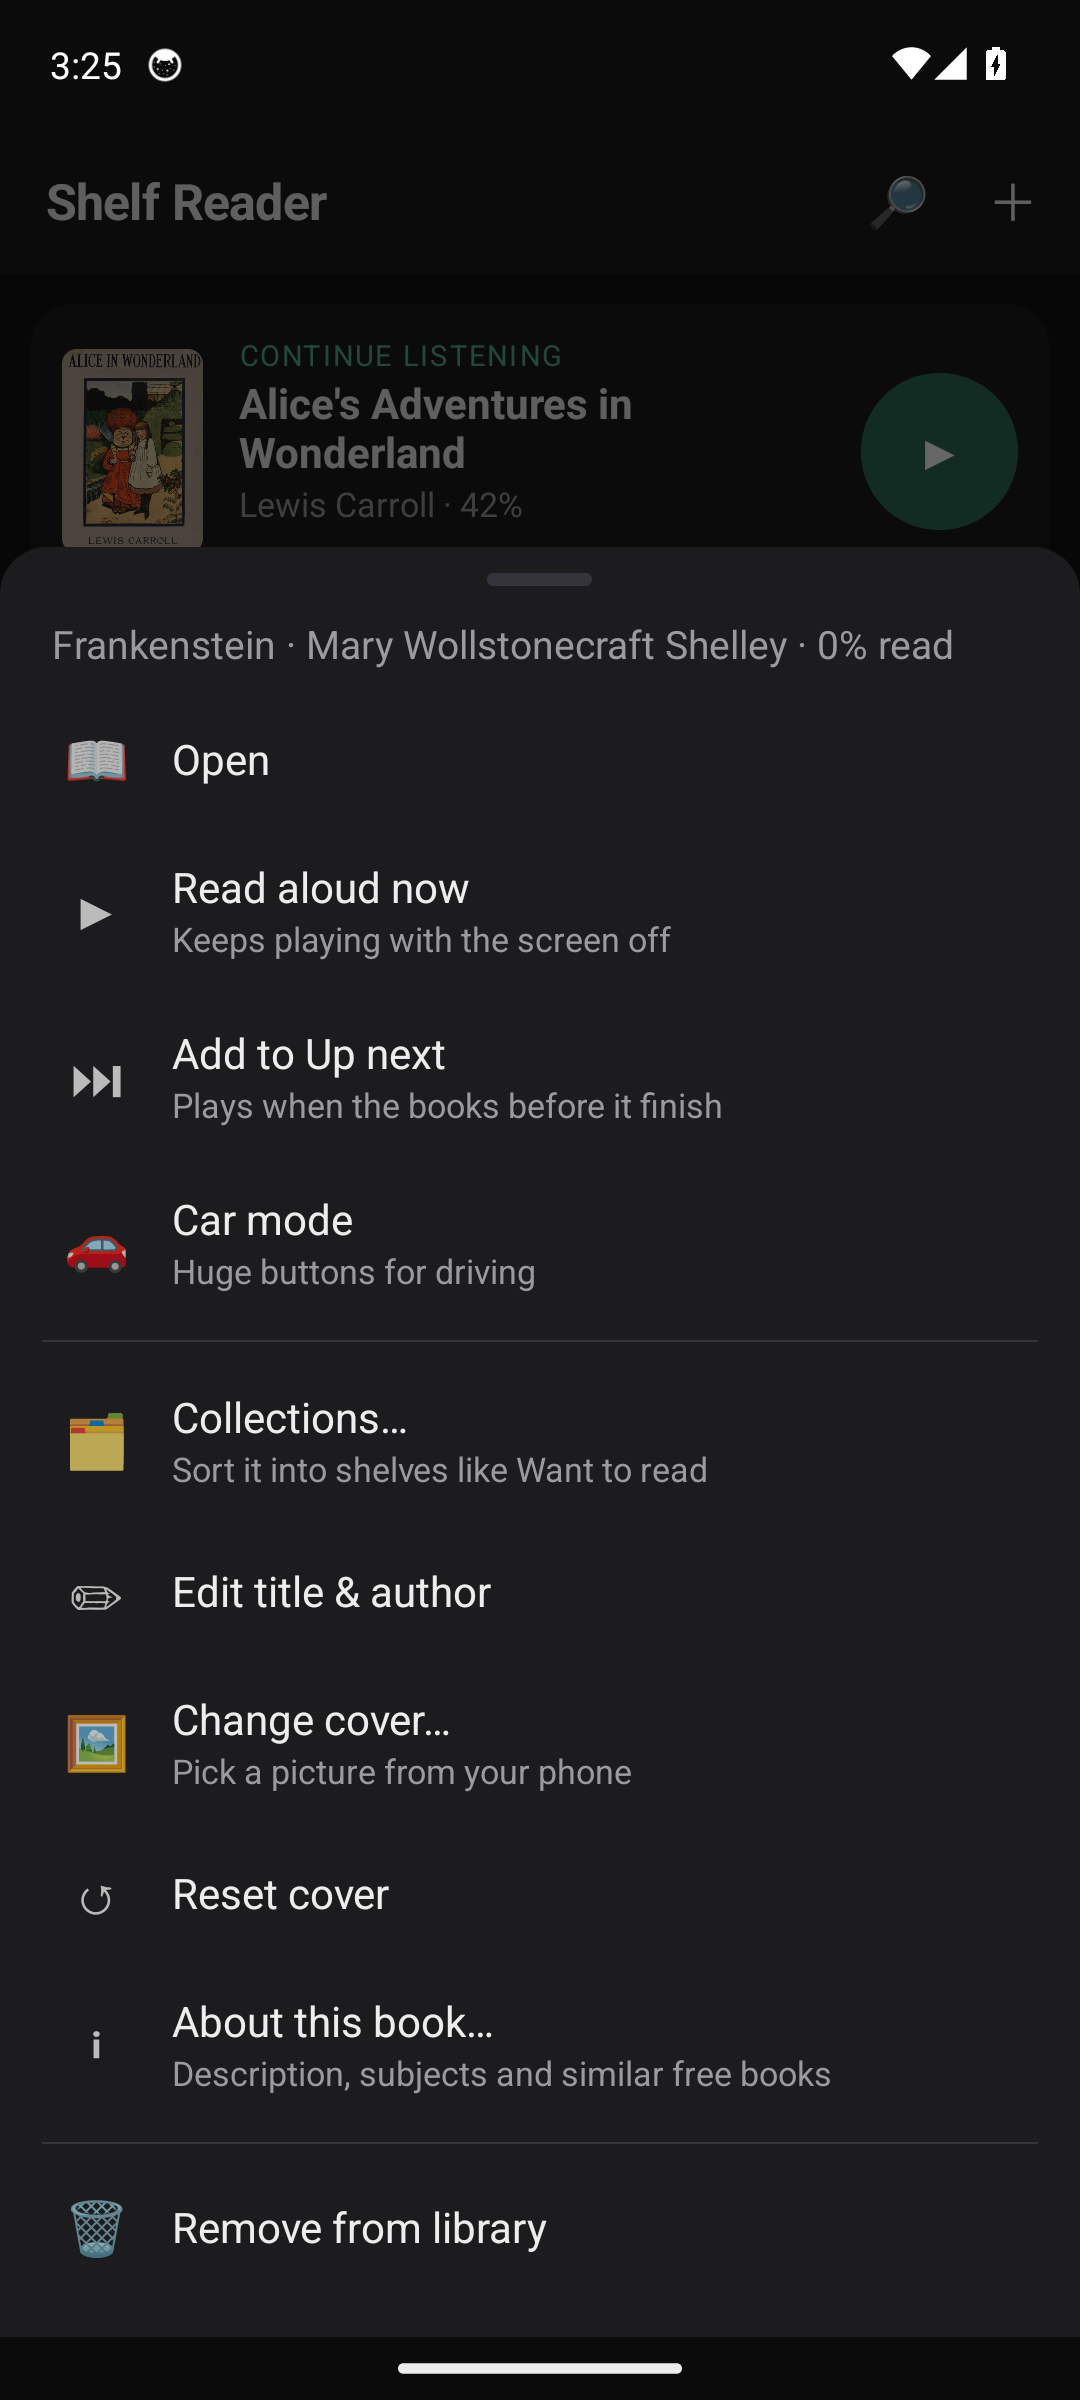 3:25
Shelf Reader
ALICE IN WONDERLAND
LEWIS CARROLL
CONTINUE LISTENING
Alice's Adventures in
Wonderland
Lewis Carroll · 42%
Frankenstein · Mary Wollstonecraft Shelley · 0% read
Open
Read aloud now
Keeps playing with the screen off
Add to Up next
Plays when the books before it finish
Car mode
Huge buttons for driving
Collections…
Sort it into shelves like Want to read
Edit title & author
Change cover…
Pick a picture from your phone
Reset cover
About this book…
Description, subjects and similar free books
Remove from library